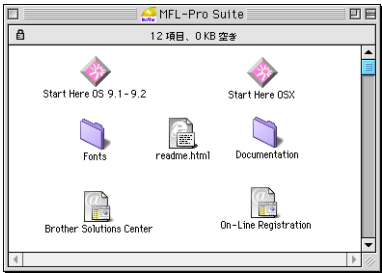 MFL-Pro Suite
12 項目、0 KB 空き
Start Here OS 9.1-9.2
Start Here OSX
Fonts
readme.html
Documentation
Brother Solutions Center
On-Line Registration